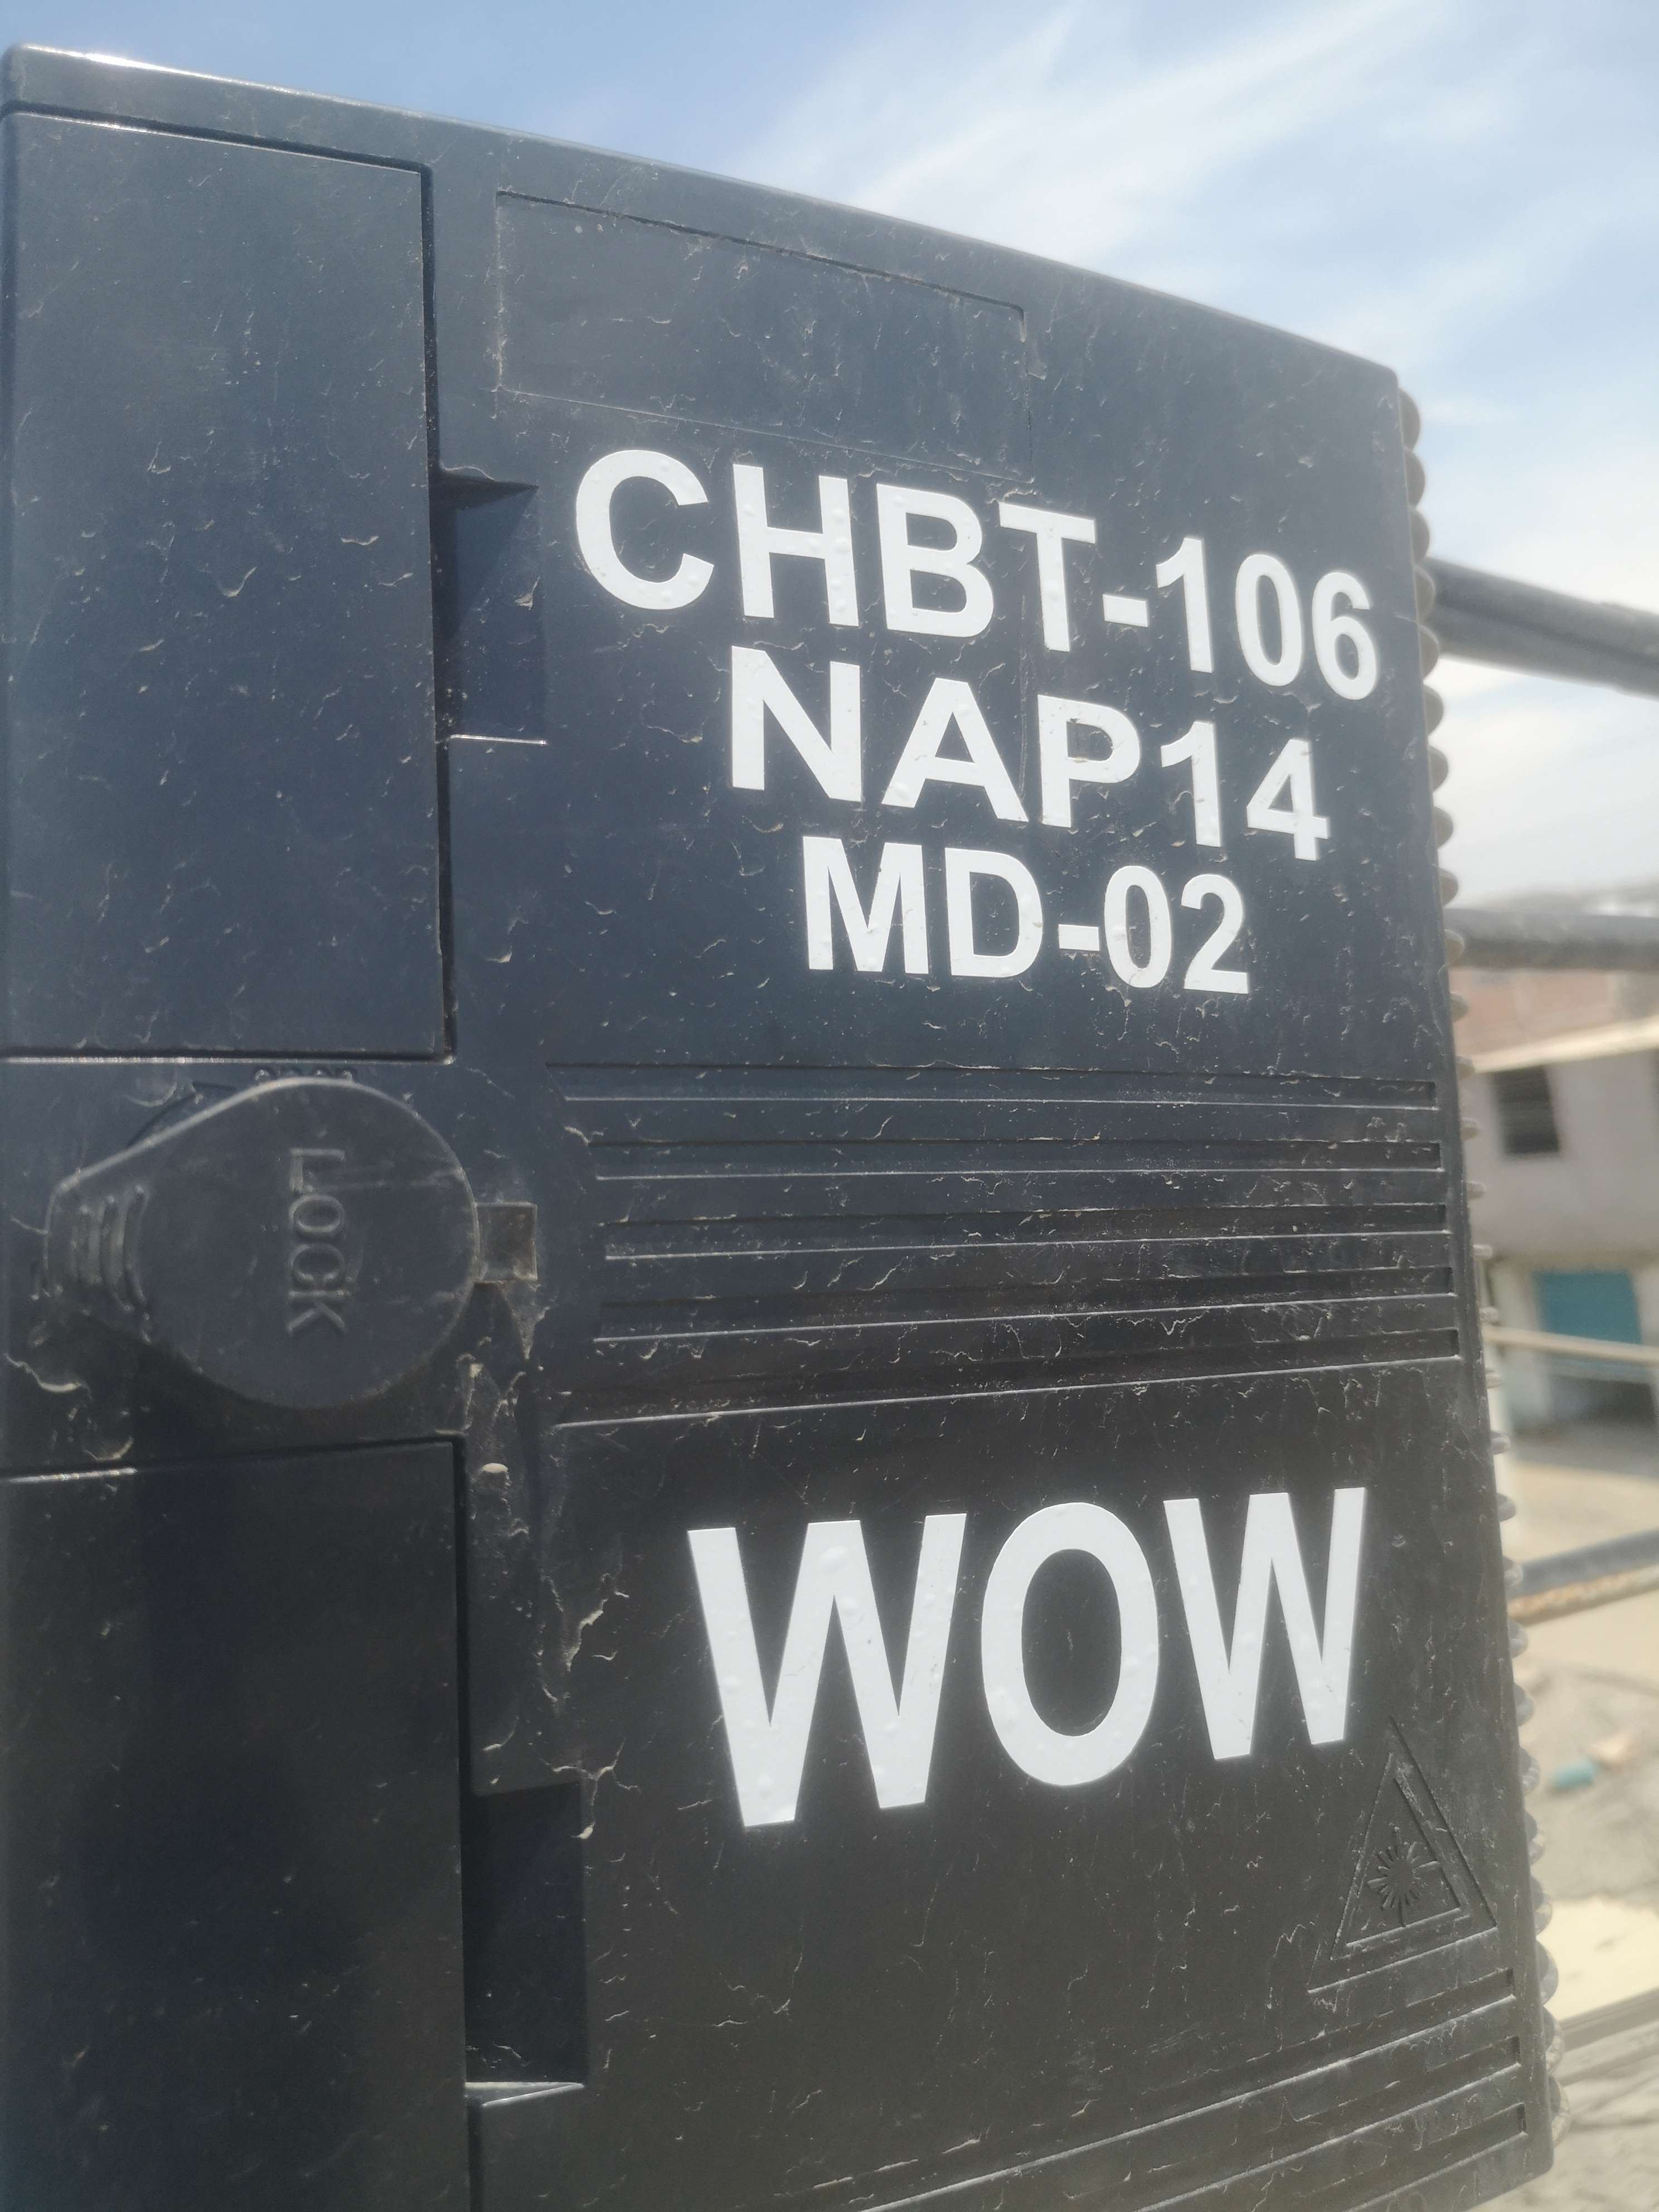 CHBT-106
NAP14
MD-02
LOCK
WOW